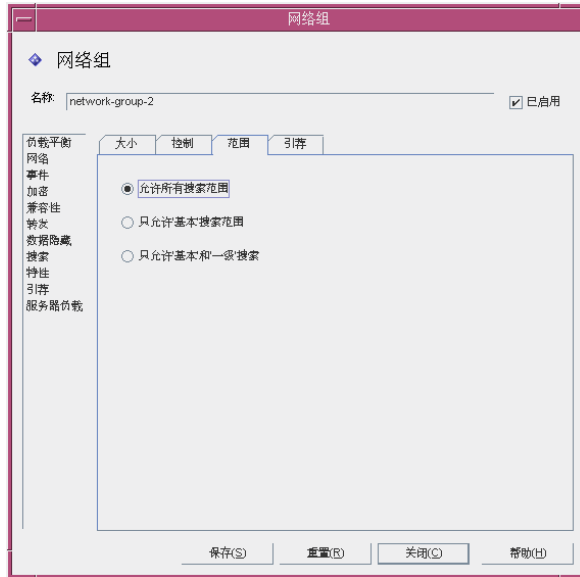 网络组
网络组
名称: network-group-2
已启用
负载平衡
网络
事件
加密
兼容性
转发
数据隐藏
搜索
特性
引荐
服务器负载
大小 控制 范围 引荐
允许所有搜索范围
只允许'基本'搜索范围
只允许'基本'和'一级'搜索
保存(S) 重置(R) 关闭(C) 帮助(H)